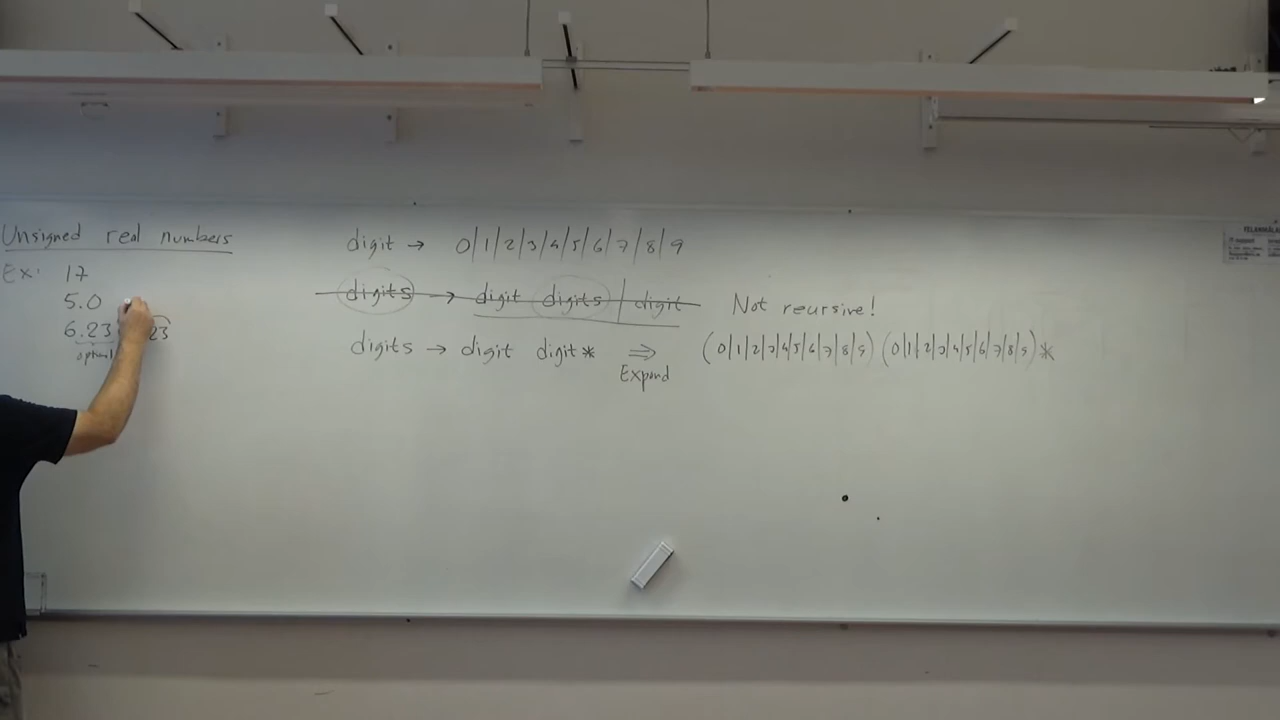 Unsigned real numbers
Ex: 17
5.0
6.23 23
optional
digit → 0|1|2|3|4|5|6|7|8|9
digits → digit digits | digit
Not recursive!
digits → digit digit* ⇒ (0|1|2|3|4|5|6|7|8|9) (0|1|2|3|4|5|6|7|8|9)*
Expand